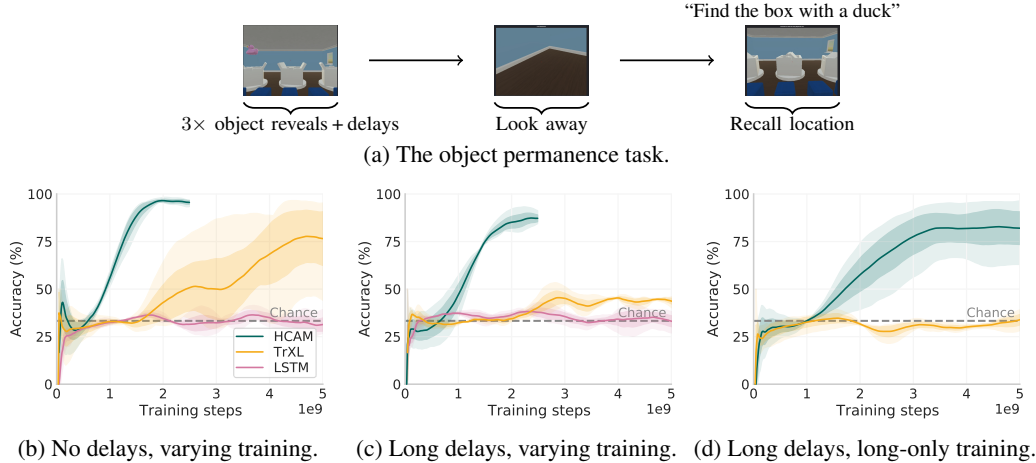 “Find the box with a duck”
3× object reveals + delays
Look away
Recall location
(a) The object permanence task.
100
75
50
25
0
Accuracy (%)
Chance
HCAM
TrXL
LSTM
0 1 2 3 4 5
Training steps
1e9
(b) No delays, varying training.
100
75
50
25
0
Accuracy (%)
Chance
0 1 2 3 4 5
Training steps
1e9
(c) Long delays, varying training.
100
75
50
25
0
Accuracy (%)
Chance
0 1 2 3 4 5
Training steps
1e9
(d) Long delays, long-only training.